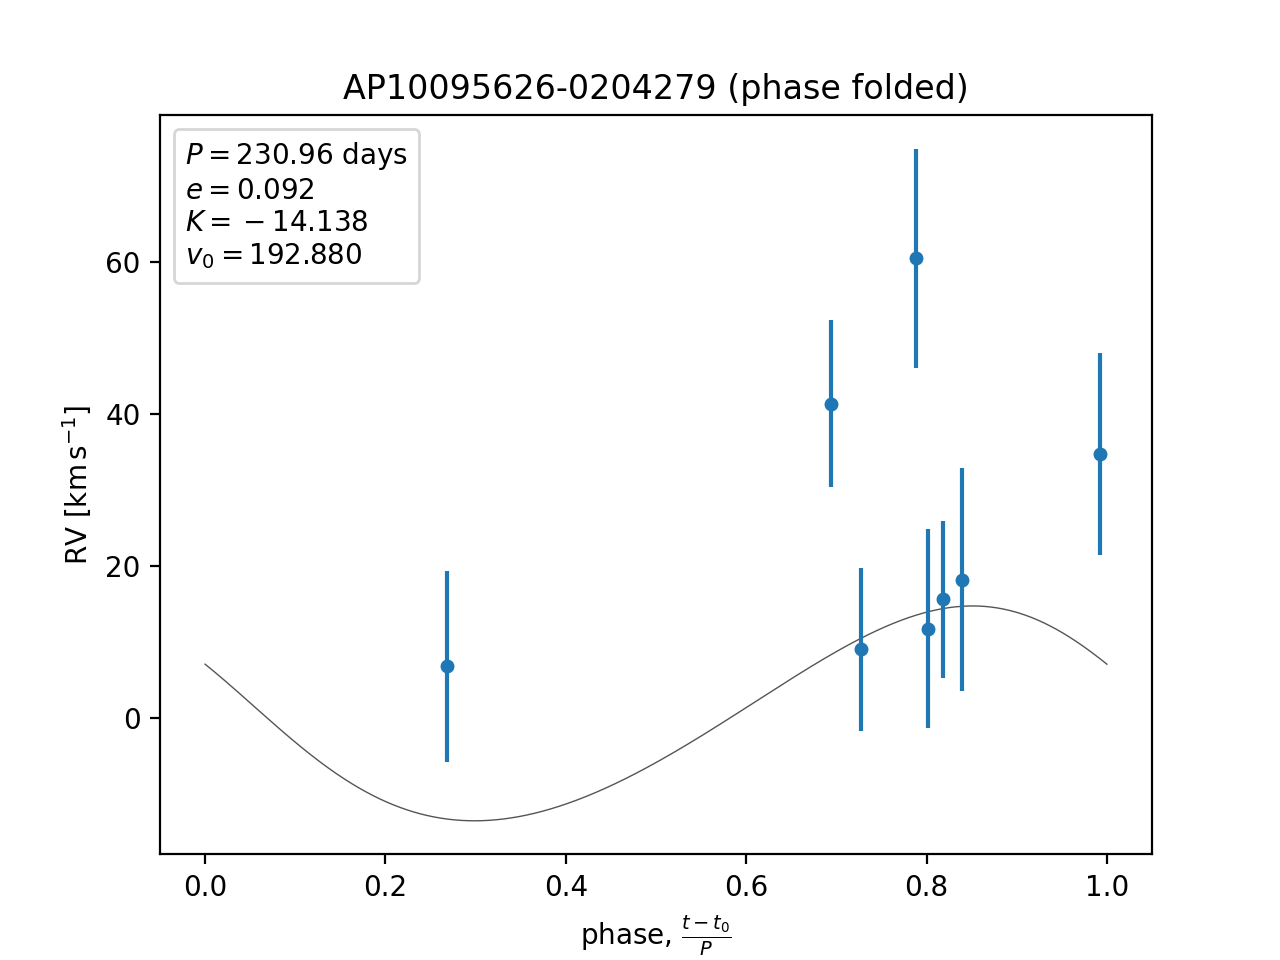 AP10095626-0204279 (phase folded)
P = 230.96 days
e = 0.092
K = −14.138
v₀ = 192.880
RV [km s⁻¹]
60
40
20
0
0.0 0.2 0.4 0.6 0.8 1.0
phase, (t − t₀)/P